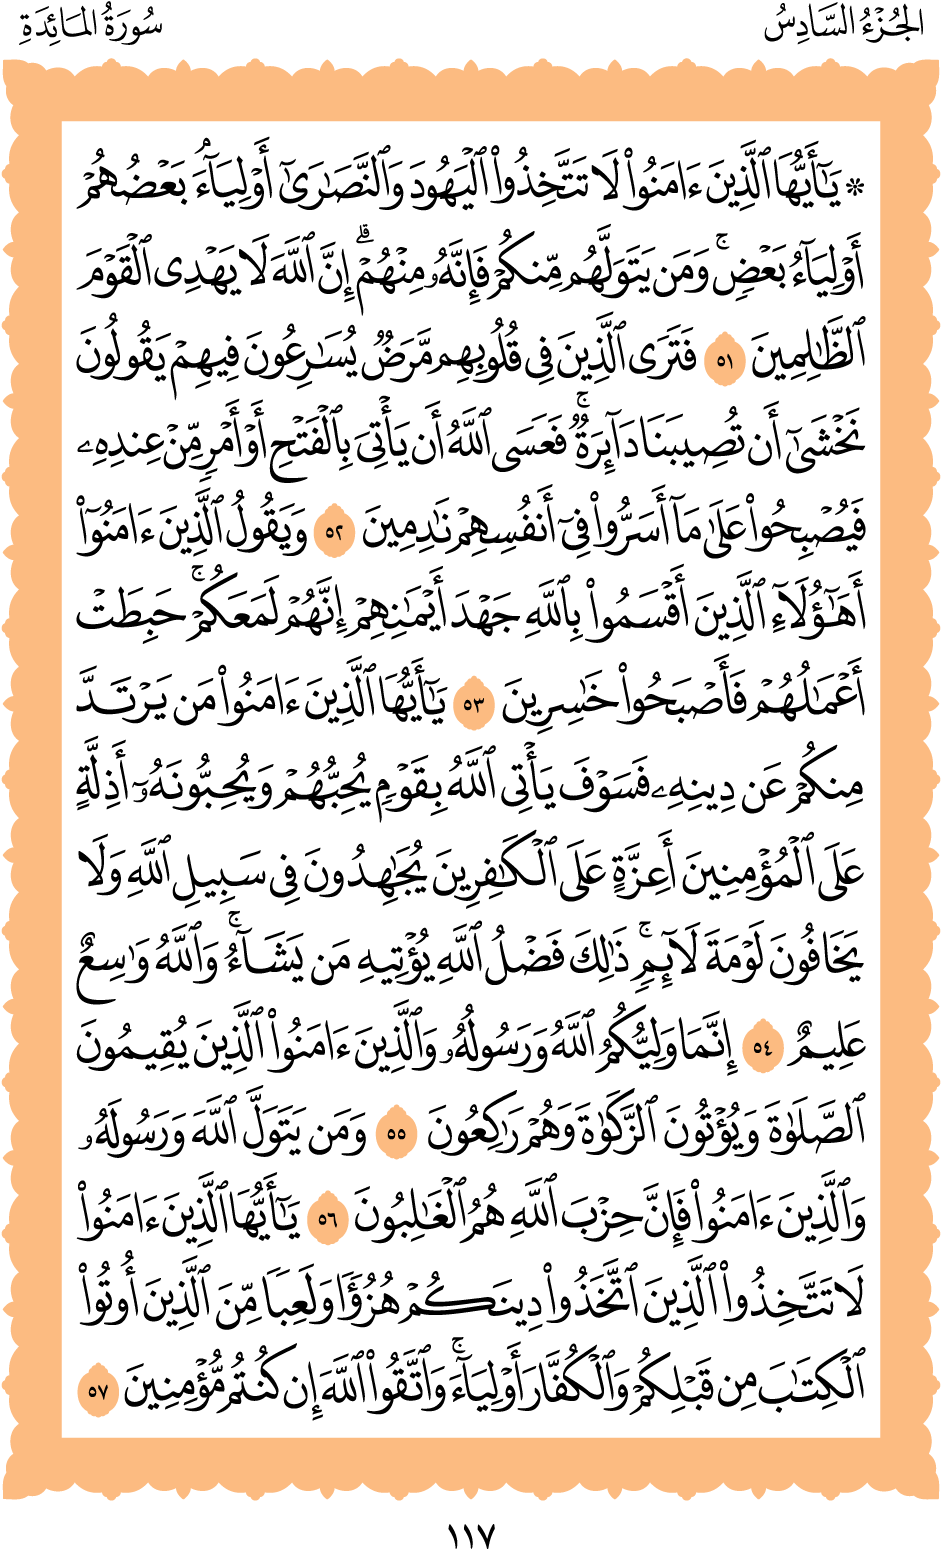 الجُزْءُ السَّادِسُ
سُورَةُ المَائِدَةِ
* يَٰٓأَيُّهَا ٱلَّذِينَ ءَامَنُواْ لَا تَتَّخِذُواْ ٱلۡيَهُودَ وَٱلنَّصَٰرَىٰٓ أَوۡلِيَآءَۘ بَعۡضُهُمۡ
أَوۡلِيَآءُ بَعۡضٖۚ وَمَن يَتَوَلَّهُم مِّنكُمۡ فَإِنَّهُۥ مِنۡهُمۡۗ إِنَّ ٱللَّهَ لَا يَهۡدِي ٱلۡقَوۡمَ
ٱلظَّٰلِمِينَ ٥١ فَتَرَى ٱلَّذِينَ فِي قُلُوبِهِم مَّرَضٞ يُسَٰرِعُونَ فِيهِمۡ يَقُولُونَ
نَخۡشَىٰٓ أَن تُصِيبَنَا دَآئِرَةٞۚ فَعَسَى ٱللَّهُ أَن يَأۡتِيَ بِٱلۡفَتۡحِ أَوۡ أَمۡرٖ مِّنۡ عِندِهِۦ
فَيُصۡبِحُواْ عَلَىٰ مَآ أَسَرُّواْ فِيٓ أَنفُسِهِمۡ نَٰدِمِينَ ٥٢ وَيَقُولُ ٱلَّذِينَ ءَامَنُوٓاْ
أَهَٰٓؤُلَآءِ ٱلَّذِينَ أَقۡسَمُواْ بِٱللَّهِ جَهۡدَ أَيۡمَٰنِهِمۡ إِنَّهُمۡ لَمَعَكُمۡۚ حَبِطَتۡ
أَعۡمَٰلُهُمۡ فَأَصۡبَحُواْ خَٰسِرِينَ ٥٣ يَٰٓأَيُّهَا ٱلَّذِينَ ءَامَنُواْ مَن يَرۡتَدَّ
مِنكُمۡ عَن دِينِهِۦ فَسَوۡفَ يَأۡتِي ٱللَّهُ بِقَوۡمٖ يُحِبُّهُمۡ وَيُحِبُّونَهُۥٓ أَذِلَّةٍ
عَلَى ٱلۡمُؤۡمِنِينَ أَعِزَّةٍ عَلَى ٱلۡكَٰفِرِينَ يُجَٰهِدُونَ فِي سَبِيلِ ٱللَّهِ وَلَا
يَخَافُونَ لَوۡمَةَ لَآئِمٖۚ ذَٰلِكَ فَضۡلُ ٱللَّهِ يُؤۡتِيهِ مَن يَشَآءُۚ وَٱللَّهُ وَٰسِعٌ
عَلِيمٌ ٥٤ إِنَّمَا وَلِيُّكُمُ ٱللَّهُ وَرَسُولُهُۥ وَٱلَّذِينَ ءَامَنُواْ ٱلَّذِينَ يُقِيمُونَ
ٱلصَّلَوٰةَ وَيُؤۡتُونَ ٱلزَّكَوٰةَ وَهُمۡ رَٰكِعُونَ ٥٥ وَمَن يَتَوَلَّ ٱللَّهَ وَرَسُولَهُۥ
وَٱلَّذِينَ ءَامَنُواْ فَإِنَّ حِزۡبَ ٱللَّهِ هُمُ ٱلۡغَٰلِبُونَ ٥٦ يَٰٓأَيُّهَا ٱلَّذِينَ ءَامَنُواْ
لَا تَتَّخِذُواْ ٱلَّذِينَ ٱتَّخَذُواْ دِينَكُمۡ هُزُوٗا وَلَعِبٗا مِّنَ ٱلَّذِينَ أُوتُواْ
ٱلۡكِتَٰبَ مِن قَبۡلِكُمۡ وَٱلۡكُفَّارَ أَوۡلِيَآءَۚ وَٱتَّقُواْ ٱللَّهَ إِن كُنتُم مُّؤۡمِنِينَ ٥٧
١١٧